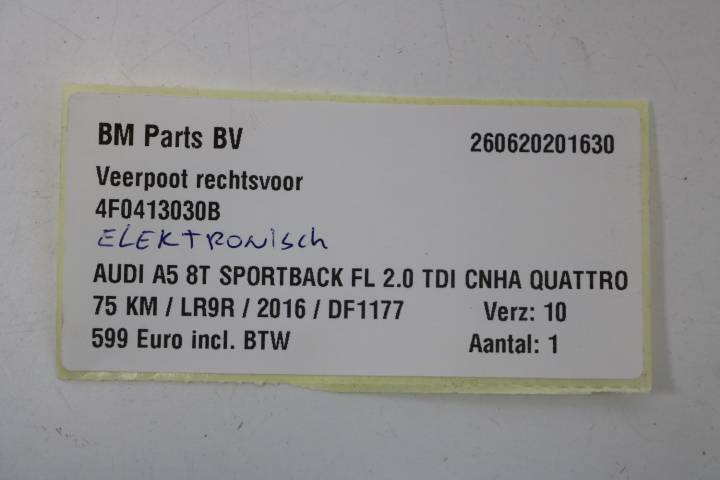 BM Parts BV 260620201630
Veerpoot rechtsvoor
4F0413030B
ELEKTRONISCH
AUDI A5 8T SPORTBACK FL 2.0 TDI CNHA QUATTRO
75 KM / LR9R / 2016 / DF1177 Verz: 10
599 Euro incl. BTW Aantal: 1